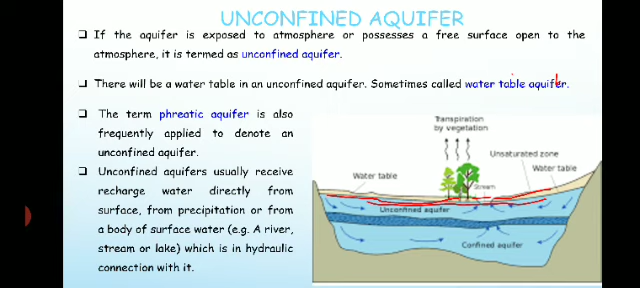 UNCONFINED AQUIFER
❑ If the aquifer is exposed to atmosphere or possesses a free surface open to the
atmosphere, it is termed as unconfined aquifer.
❑ There will be a water table in an unconfined aquifer. Sometimes called water table aquifer.
❑ The term phreatic aquifer is also
frequently applied to denote an
unconfined aquifer.
❑ Unconfined aquifers usually receive
recharge water directly from
surface, from precipitation or from
a body of surface water (e.g. A river,
stream or lake) which is in hydraulic
connection with it.
Transpiration
by vegetation
Unsaturated zone
Water table
Water table
Stream
Unconfined aquifer
Confined aquifer